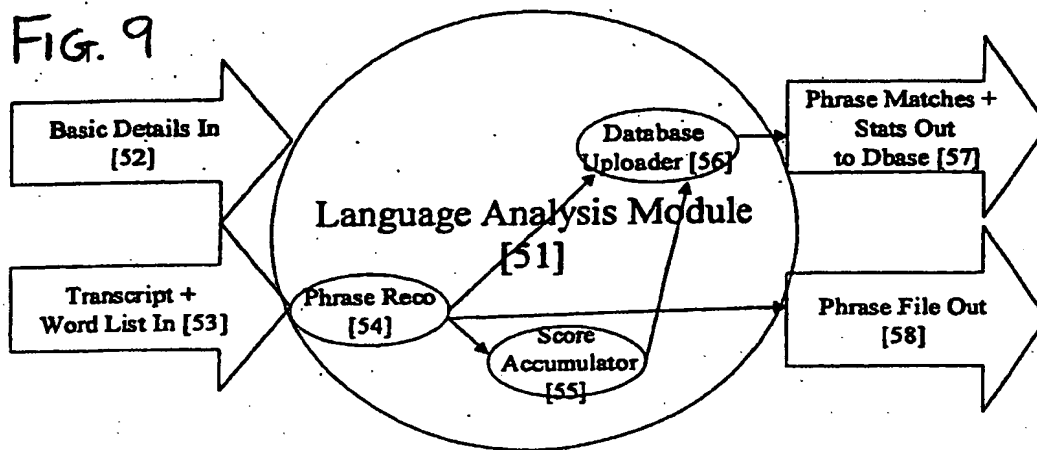 FIG. 9
Basic Details In
[52]
Transcript +
Word List In [53]
Language Analysis Module
[51]
Phrase Reco
[54]
Score
Accumulator
[55]
Database
Uploader [56]
Phrase Matches +
Stats Out
to Dbase [57]
Phrase File Out
[58]